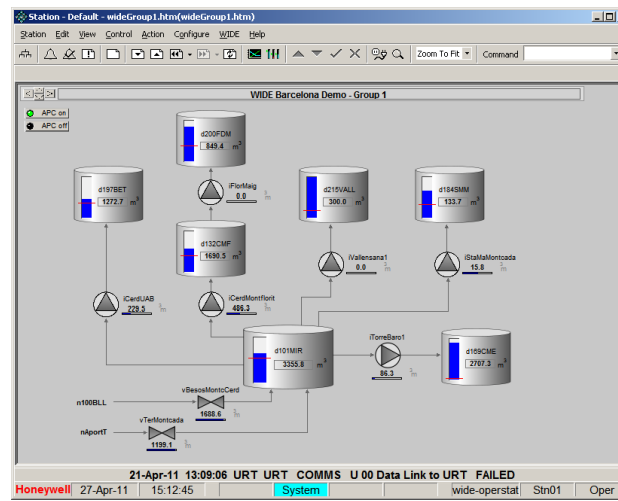 Station - Default - wideGroup1.htm(wideGroup1.htm)
Station Edit View Control Action Configure WIDE Help
Zoom To Fit Command
WIDE Barcelona Demo - Group 1
APC on
APC off
d200FDM
849.4 m3
d197BET
1272.7 m3
iFlorMaig
0.0
d215VALL
300.0 m3
d184SMM
133.7 m3
d132CMF
1690.5 m3
iVallensana1
0.0
iStaMaMontcada
15.8
iCerdUAB
229.5
iCerdMontflorit
486.3
d101MIR
3355.8 m3
iTorreBaro1
86.3
d169CME
2707.3 m3
vBesosMontoCerd
n100BLL
1688.6
vTerMontcada
nAportT
1199.1
21-Apr-11 13:09:06 URT URT COMMS U 00 Data Link to URT FAILED
Honeywell 27-Apr-11 15:12:45 System wide-operstat Stn01 Oper